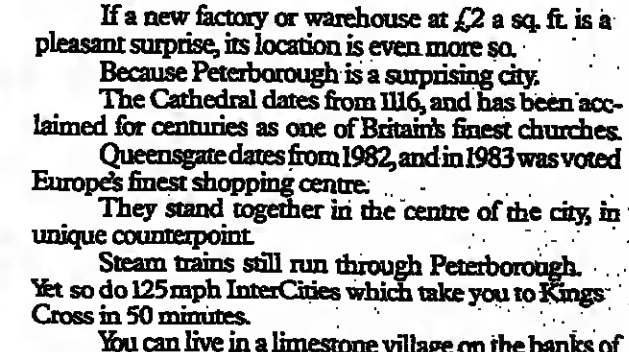 If a new factory or warehouse at £2 a sq. ft. is a
pleasant surprise, its location is even more so.
Because Peterborough is a surprising city.
The Cathedral dates from 1116, and has been acc-
laimed for centuries as one of Britain's finest churches.
Queensgate dates from 1982, and in 1983 was voted
Europe's finest shopping centre.
They stand together in the centre of the city, in
unique counterpoint.
Steam trains still run through Peterborough.
Yet so do 125mph InterCities which take you to Kings
Cross in 50 minutes.
You can live in a limestone village on the banks of